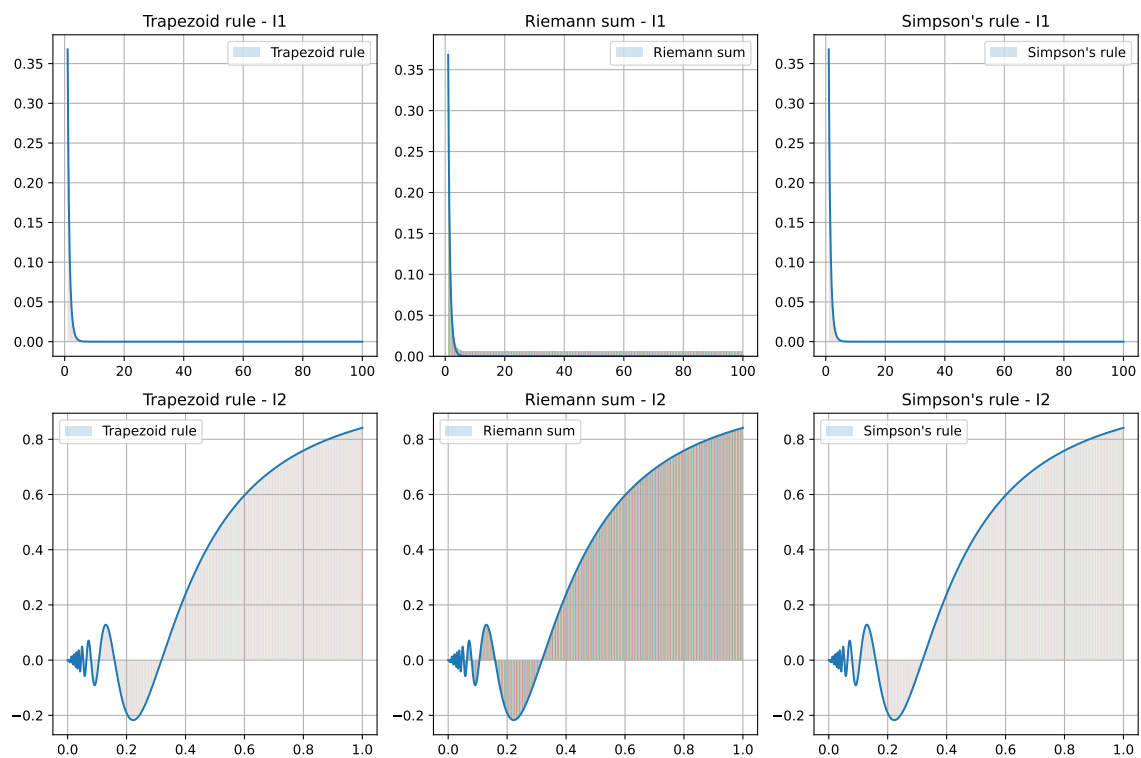 Trapezoid rule - I1
Trapezoid rule
0.35
0.30
0.25
0.20
0.15
0.10
0.05
0.00
0 20 40 60 80 100
Riemann sum - I1
Riemann sum
0.35
0.30
0.25
0.20
0.15
0.10
0.05
0.00
0 20 40 60 80 100
Simpson's rule - I1
Simpson's rule
0.35
0.30
0.25
0.20
0.15
0.10
0.05
0.00
0 20 40 60 80 100
Trapezoid rule - I2
Trapezoid rule
0.8
0.6
0.4
0.2
0.0
−0.2
0.0 0.2 0.4 0.6 0.8 1.0
Riemann sum - I2
Riemann sum
0.8
0.6
0.4
0.2
0.0
−0.2
0.0 0.2 0.4 0.6 0.8 1.0
Simpson's rule - I2
Simpson's rule
0.8
0.6
0.4
0.2
0.0
−0.2
0.0 0.2 0.4 0.6 0.8 1.0